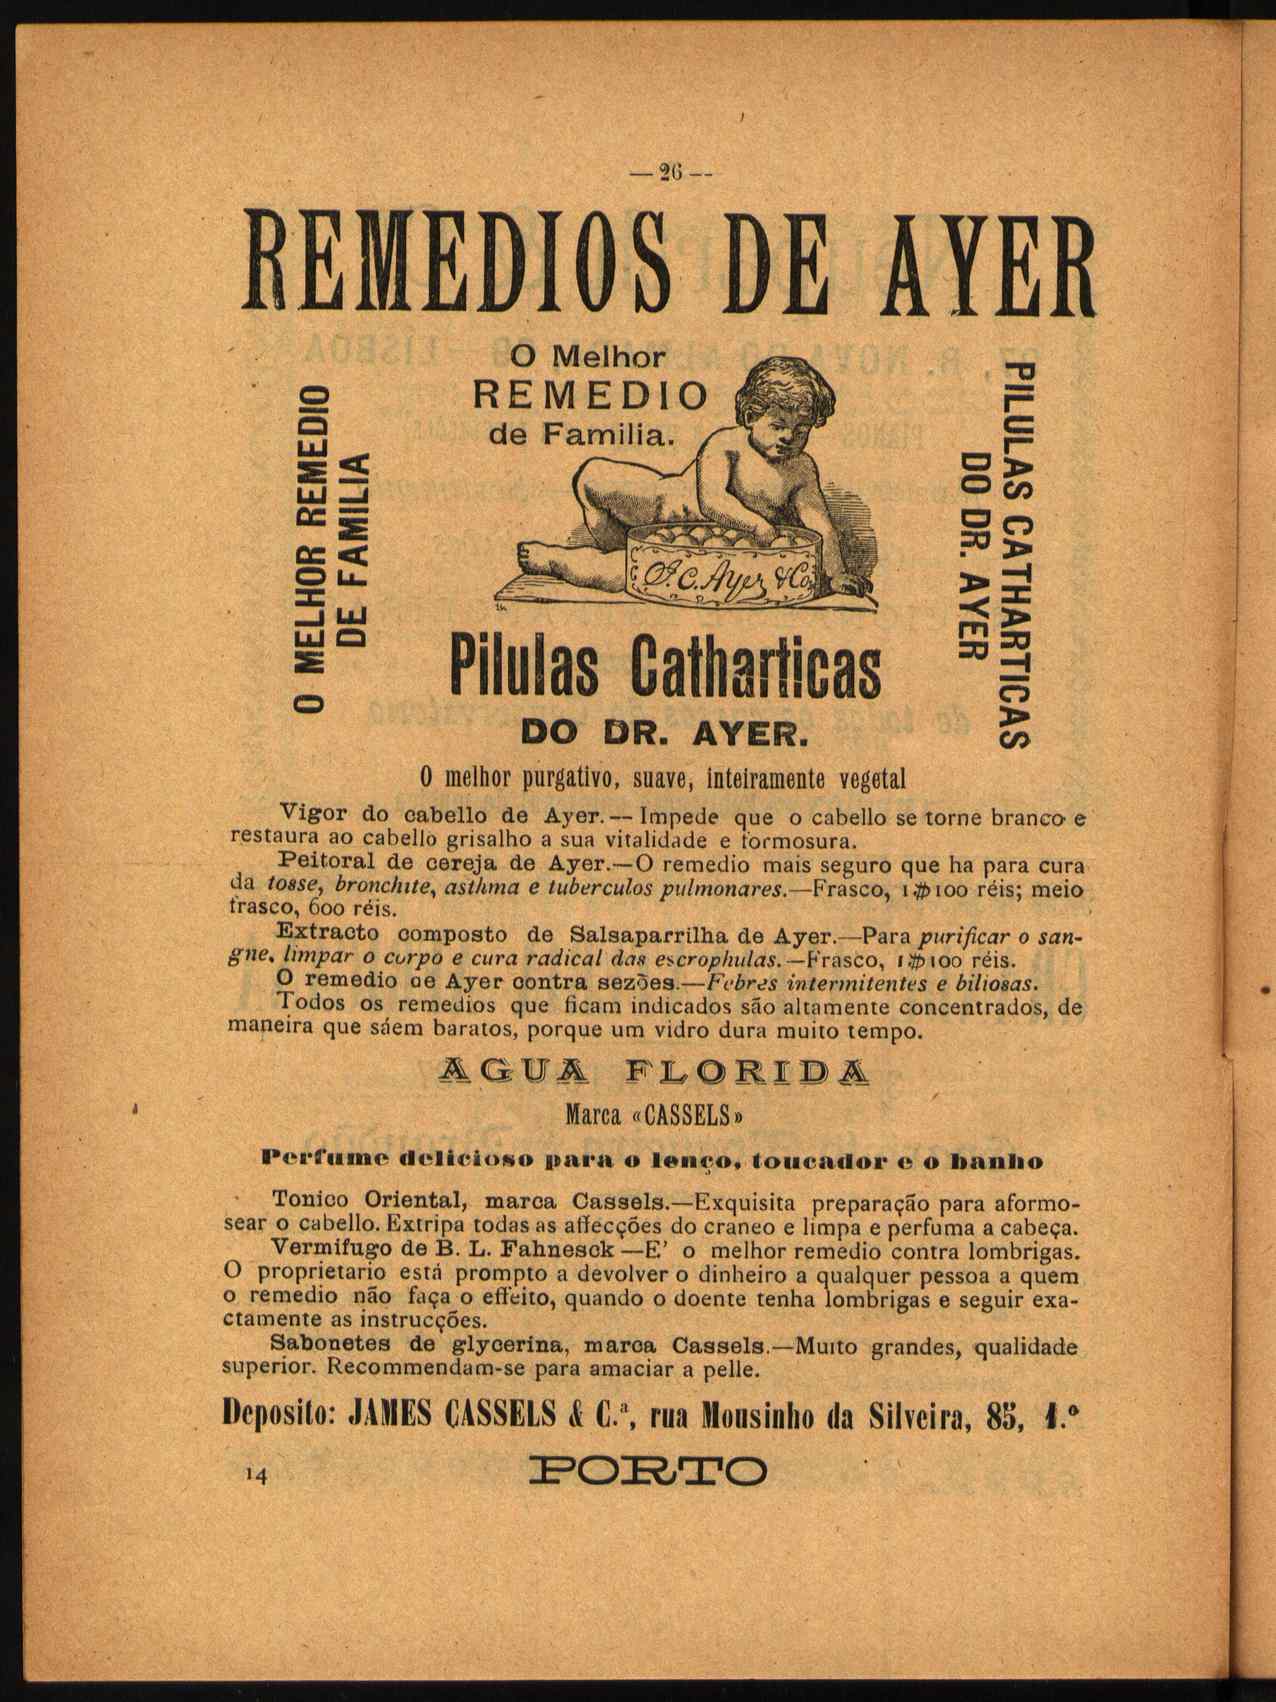 — 26 —
REMEDIOS DE AYER
O MELHOR REMEDIO
DE FAMILIA
O Melhor
REMEDIO
de Familia.
J. C. Ayer & Co
PILULAS CATHARTICAS
DO DR. AYER
Pilulas Catharticas
DO DR. AYER.
O melhor purgativo, suave, inteiramente vegetal
Vigor do cabello de Ayer.—Impede que o cabello se torne branco e
restaura ao cabello grisalho a sua vitalidade e formosura.
Peitoral de cereja de Ayer.—O remedio mais seguro que ha para cura
da tosse, bronchite, asthma e tuberculos pulmonares.—Frasco, 1$100 réis; meio
frasco, 600 réis.
Extracto composto de Salsaparrilha de Ayer.—Para purificar o san-
gne, limpar o corpo e cura radical das escrophulas.—Frasco, 1$100 réis.
O remedio de Ayer contra sezões.—Febres intermitentes e biliosas.
Todos os remedios que ficam indicados são altamente concentrados, de
maneira que sáem baratos, porque um vidro dura muito tempo.
AGUA FLORIDA
Marca «CASSELS»
Perfume delicioso para o lenço, toucador e o banho
Tonico Oriental, marca Cassels.—Exquisita preparação para aformo-
sear o cabello. Extripa todas as affecções do craneo e limpa e perfuma a cabeça.
Vermifugo de B. L. Fahnesck—E' o melhor remedio contra lombrigas.
O proprietario está prompto a devolver o dinheiro a qualquer pessoa a quem
o remedio não faça o effeito, quando o doente tenha lombrigas e seguir exa-
ctamente as instrucções.
Sabonetes de glycerina, marca Cassels.—Muito grandes, qualidade
superior. Recommendam-se para amaciar a pelle.
Deposito: JAMES CASSELS & C.ª, rua Mousinho da Silveira, 85, 1.º
14
PORTO